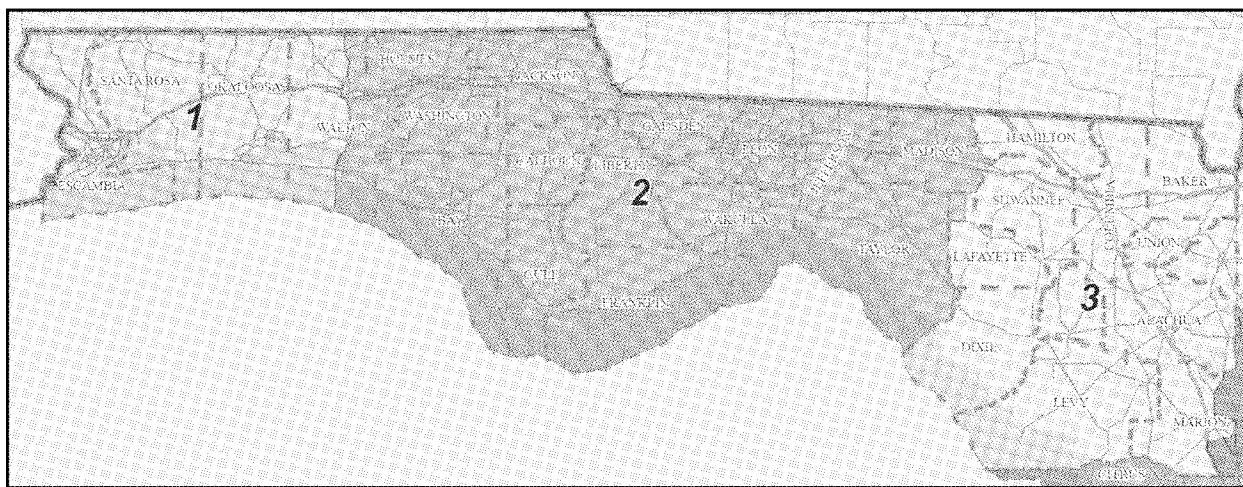 HOLMES
JACKSON
SANTA ROSA
OKALOOSA
1
WALTON
WASHINGTON
GADSDEN
HAMILTON
ESCAMBIA
CALHOUN
LIBERTY
LEON
JEFFERSON
MADISON
BAKER
2
SUWANNEE
COLUMBIA
BAY
WAKULLA
TAYLOR
LAFAYETTE
UNION
GULF
FRANKLIN
3
ALACHUA
DIXIE
LEVY
MARION
CITRUS